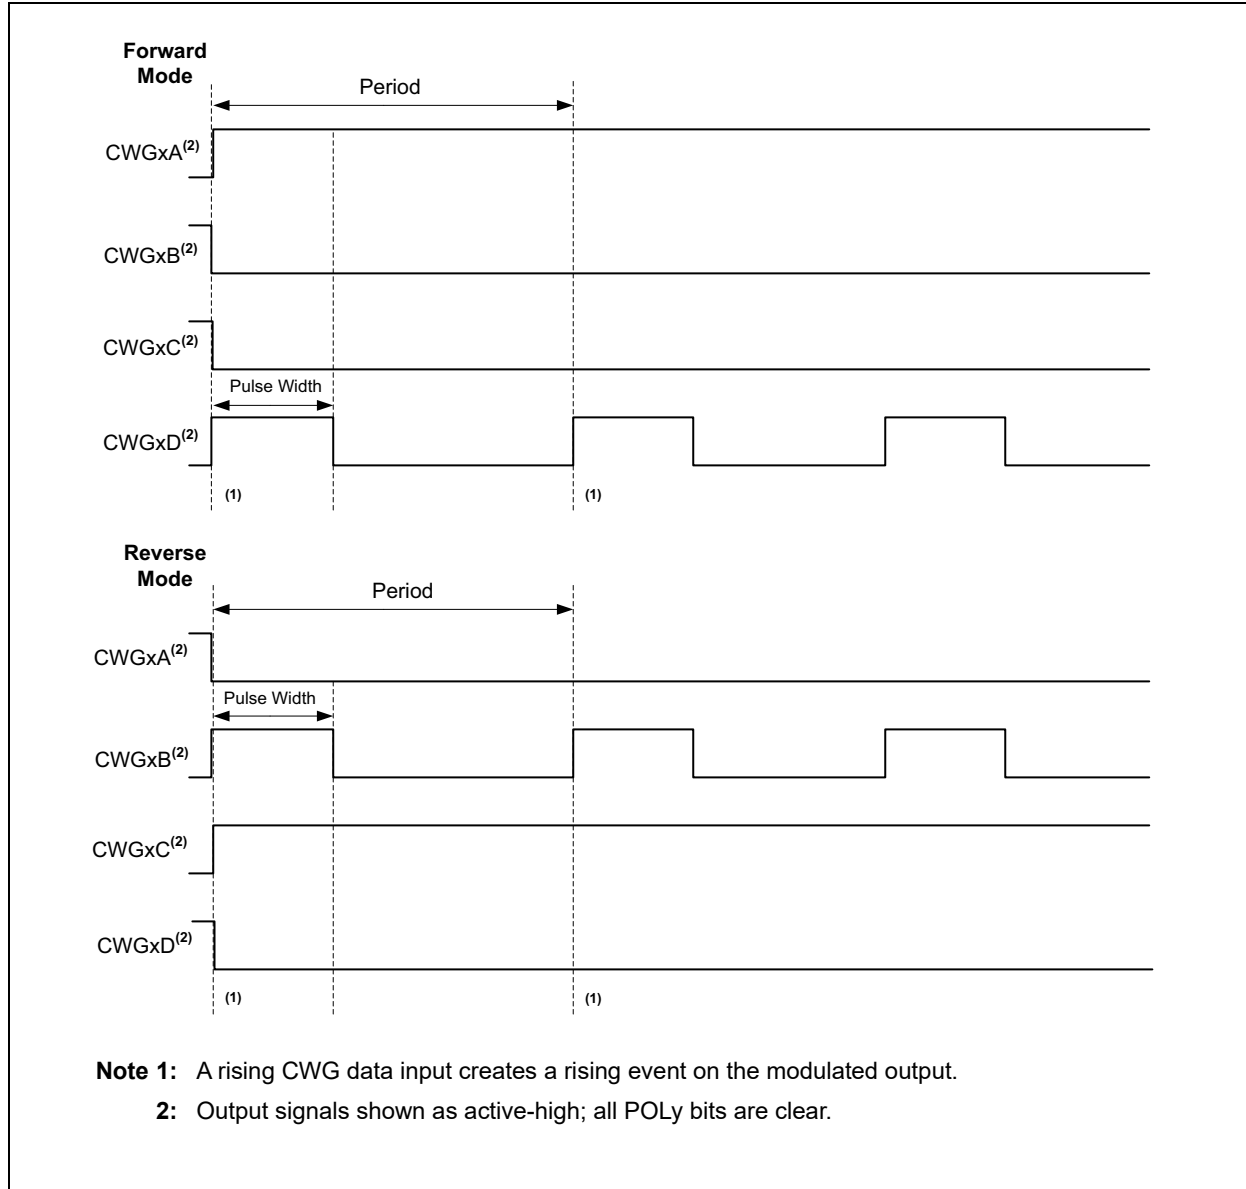 Forward
Mode
Period
CWGxA(2)
CWGxB(2)
CWGxC(2)
Pulse Width
CWGxD(2)
(1) (1)
Reverse
Mode
Period
CWGxA(2)
Pulse Width
CWGxB(2)
CWGxC(2)
CWGxD(2)
(1) (1)
Note 1: A rising CWG data input creates a rising event on the modulated output.
2: Output signals shown as active-high; all POLy bits are clear.